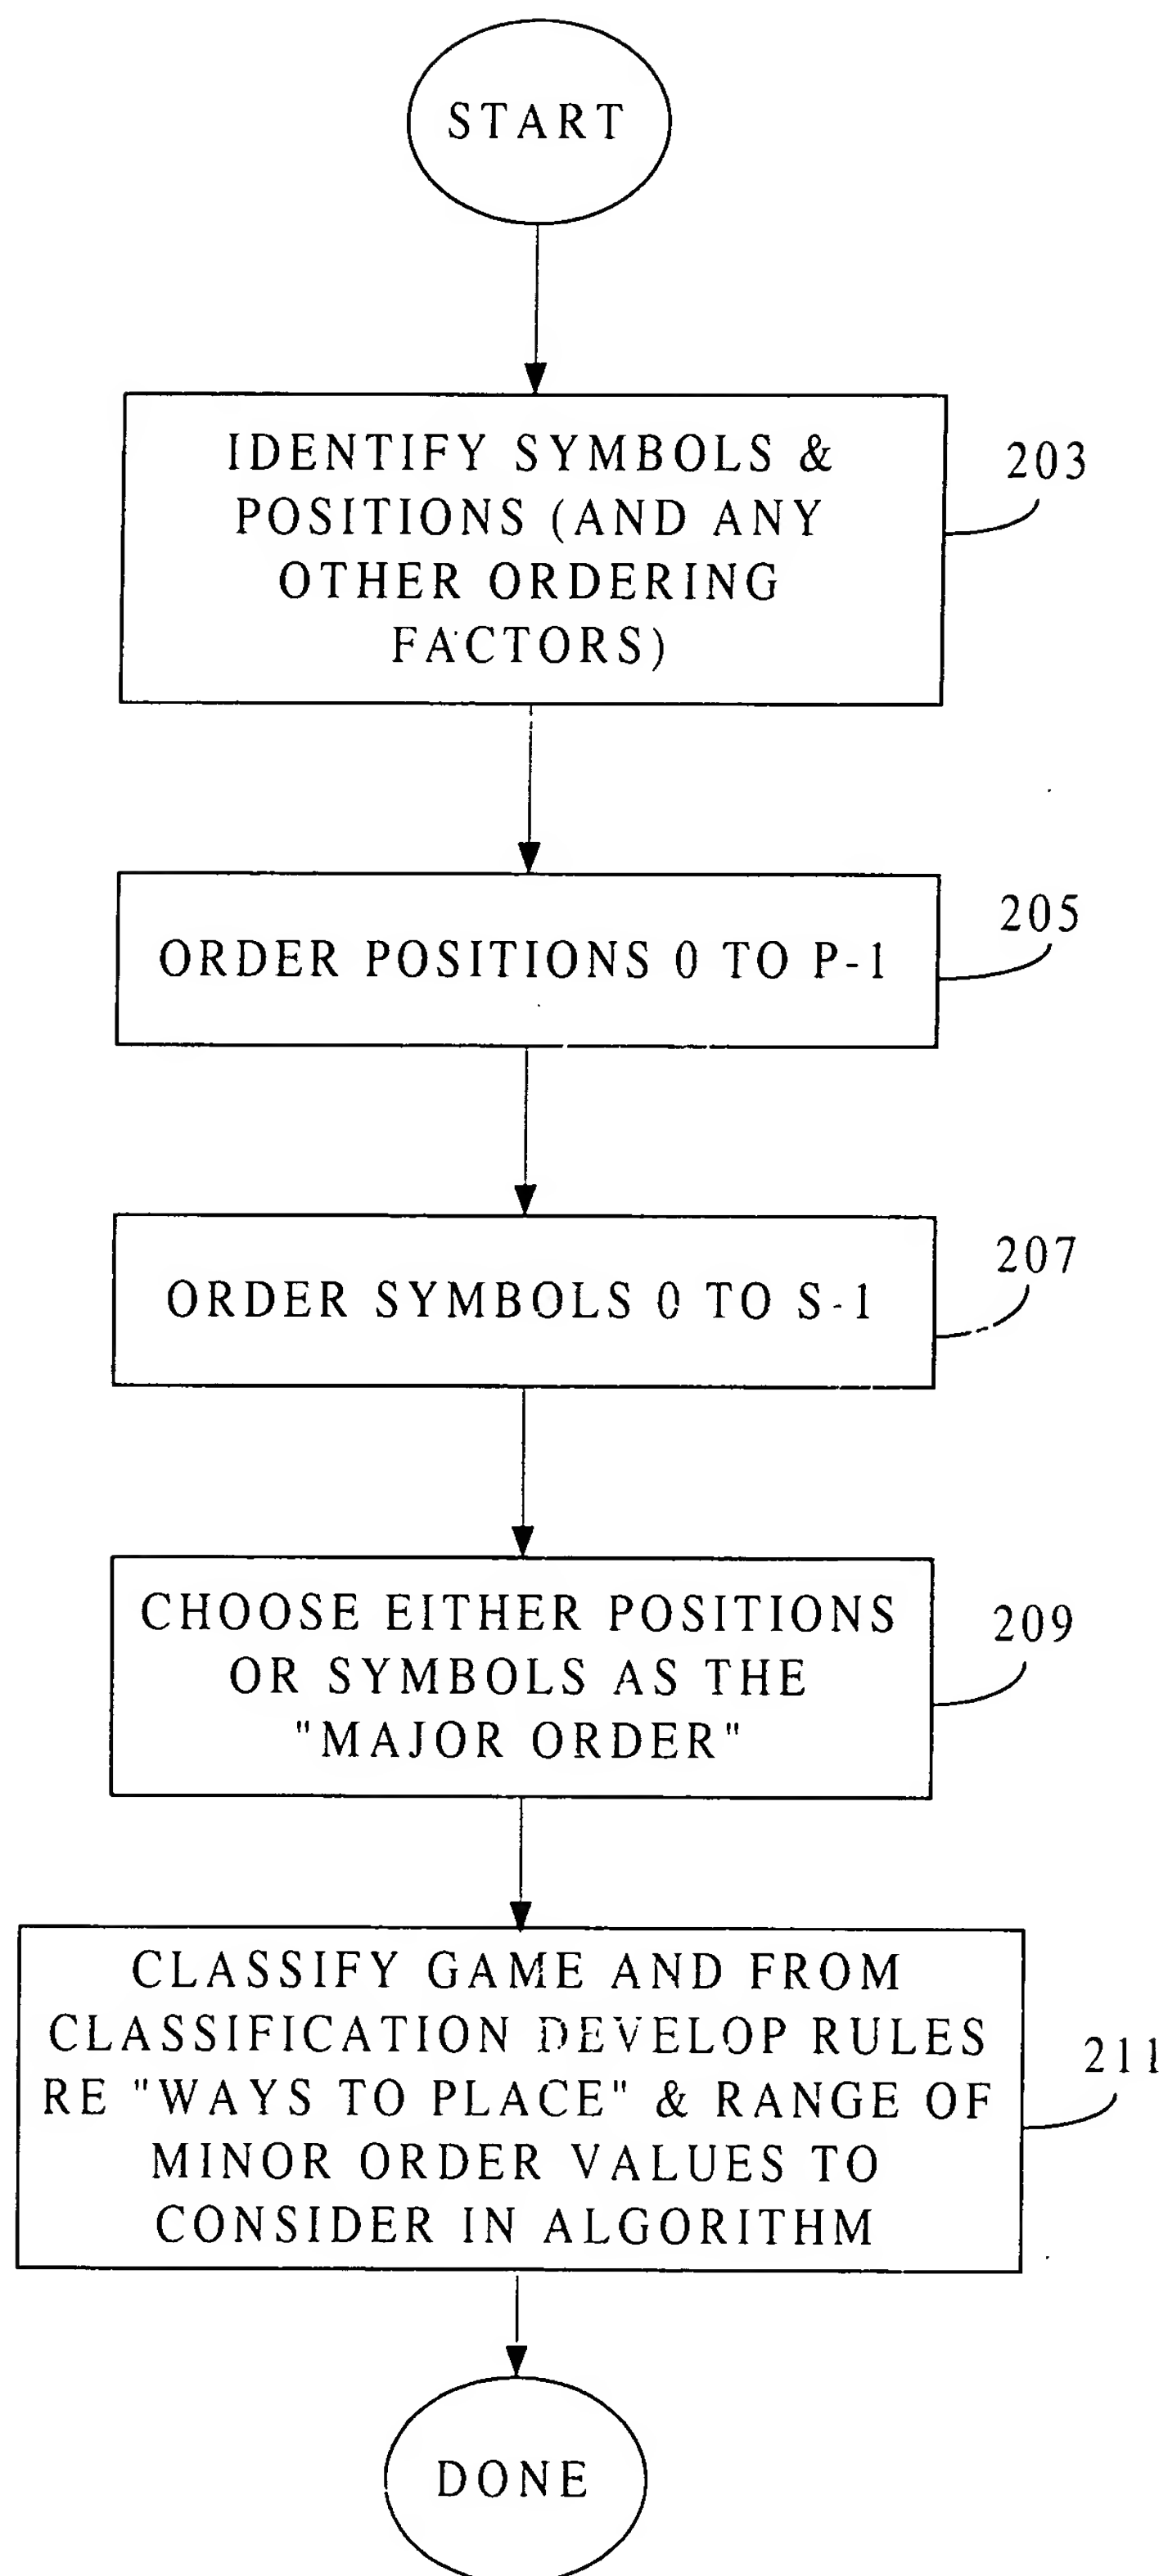 START
IDENTIFY SYMBOLS &
POSITIONS (AND ANY
OTHER ORDERING
FACTORS)
203
ORDER POSITIONS 0 TO P-1
205
ORDER SYMBOLS 0 TO S-1
207
CHOOSE EITHER POSITIONS
OR SYMBOLS AS THE
"MAJOR ORDER"
209
CLASSIFY GAME AND FROM
CLASSIFICATION DEVELOP RULES
RE "WAYS TO PLACE" & RANGE OF
MINOR ORDER VALUES TO
CONSIDER IN ALGORITHM
211
DONE